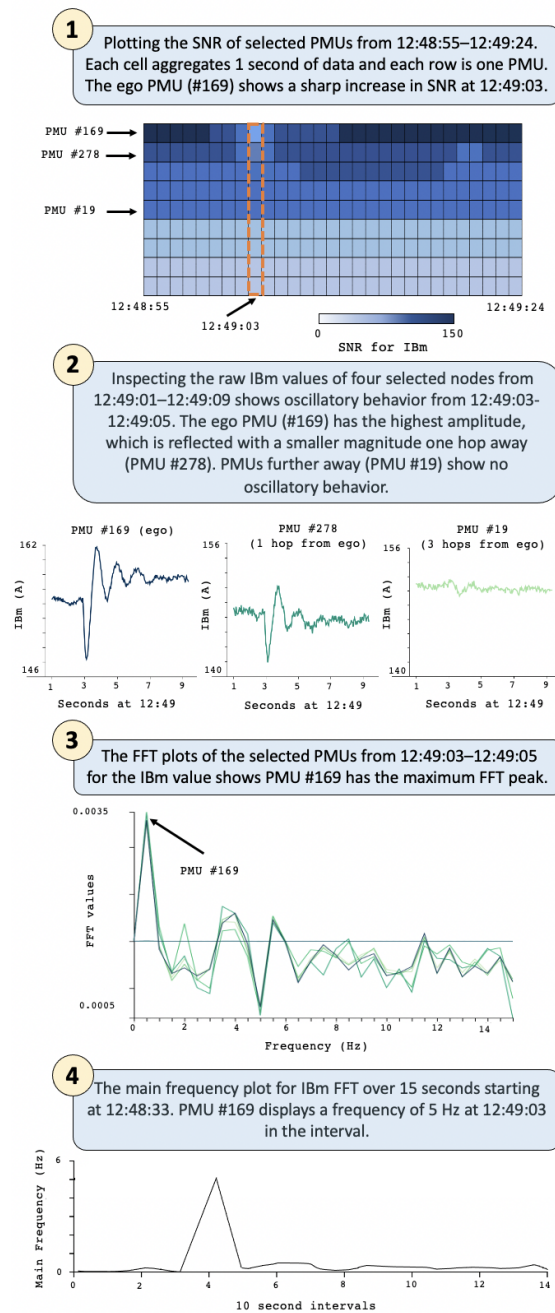 1
Plotting the SNR of selected PMUs from 12:48:55–12:49:24.
Each cell aggregates 1 second of data and each row is one PMU.
The ego PMU (#169) shows a sharp increase in SNR at 12:49:03.
PMU #169
PMU #278
PMU #19
12:48:55
12:49:24
12:49:03
0
150
SNR for IBm
2
Inspecting the raw IBm values of four selected nodes from
12:49:01–12:49:09 shows oscillatory behavior from 12:49:03-
12:49:05. The ego PMU (#169) has the highest amplitude,
which is reflected with a smaller magnitude one hop away
(PMU #278). PMUs further away (PMU #19) show no
oscillatory behavior.
PMU #169 (ego)
162
IBm (A)
146
1 3 5 7 9
Seconds at 12:49
PMU #278
(1 hop from ego)
156
IBm (A)
140
1 3 5 7 9
Seconds at 12:49
PMU #19
(3 hops from ego)
156
IBm (A)
140
1 3 5 7 9
Seconds at 12:49
3
The FFT plots of the selected PMUs from 12:49:03–12:49:05
for the IBm value shows PMU #169 has the maximum FFT peak.
0.0035
PMU #169
FFT values
0.0005
0 2 4 6 8 10 12 14
Frequency (Hz)
4
The main frequency plot for IBm FFT over 15 seconds starting
at 12:48:33. PMU #169 displays a frequency of 5 Hz at 12:49:03
in the interval.
6
Main Frequency (Hz)
0
0 2 4 6 8 10 12 14
10 second intervals